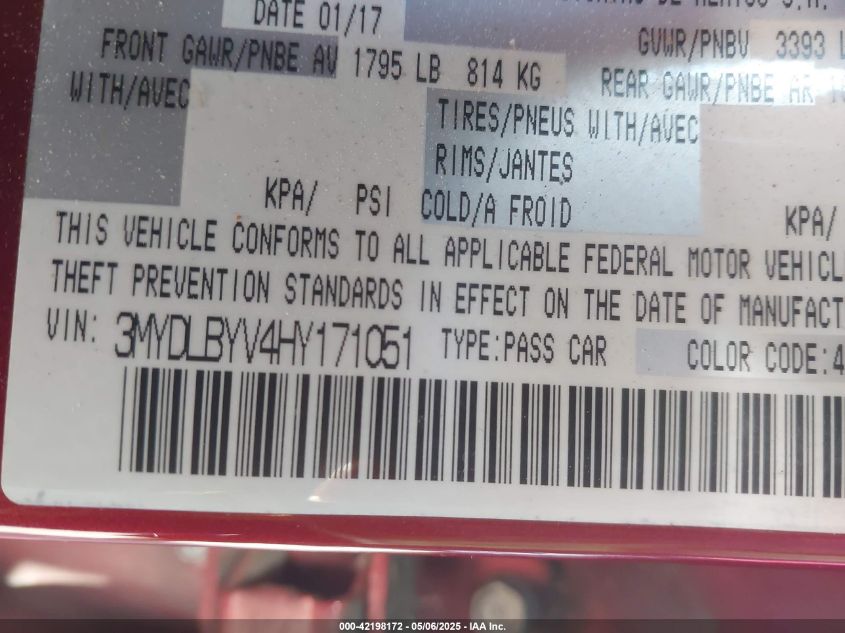 DATE 01/17
GVWR/PNBV 3393
FRONT GAWR/PNBE AV 1795 LB 814 KG
REAR GAWR/PNBE AR
WITH/AVEC
TIRES/PNEUS WITH/AVEC
RIMS/JANTES
KPA/ PSI COLD/A FROID
KPA/
THIS VEHICLE CONFORMS TO ALL APPLICABLE FEDERAL MOTOR VEHICL
THEFT PREVENTION STANDARDS IN EFFECT ON THE DATE OF MANUFACT
VIN: 3MYDLBYV4HY171051 TYPE:PASS CAR COLOR CODE:4
000-42198172 — 05/06/2025 — IAA Inc.